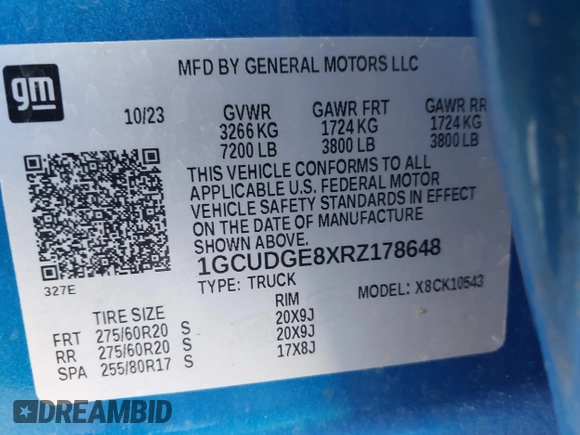 gm
MFD BY GENERAL MOTORS LLC
10/23 GVWR GAWR FRT GAWR RR
3266 KG 1724 KG 1724 KG
7200 LB 3800 LB 3800 LB
THIS VEHICLE CONFORMS TO ALL
APPLICABLE U.S. FEDERAL MOTOR
VEHICLE SAFETY STANDARDS IN EFFECT
ON THE DATE OF MANUFACTURE
SHOWN ABOVE.
1GCUDGE8XRZ178648
327E
TYPE: TRUCK MODEL: X8CK10543
TIRE SIZE RIM
FRT 275/60R20 S 20X9J
RR 275/60R20 S 20X9J
SPA 255/80R17 S 17X8J
DREAMBID